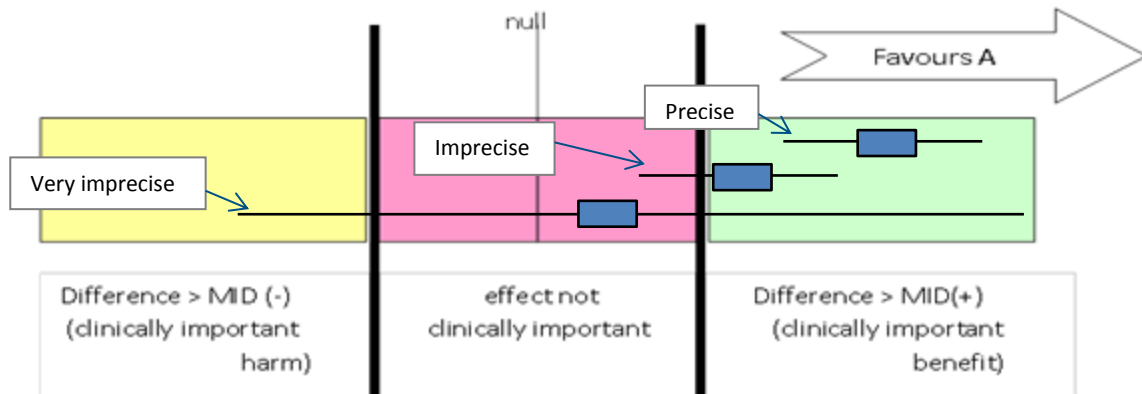 null
Favours A
Precise
Imprecise
Very imprecise
Difference > MID (-)
(clinically important
harm)
effect not
clinically important
Difference > MID(+)
(clinically important
benefit)